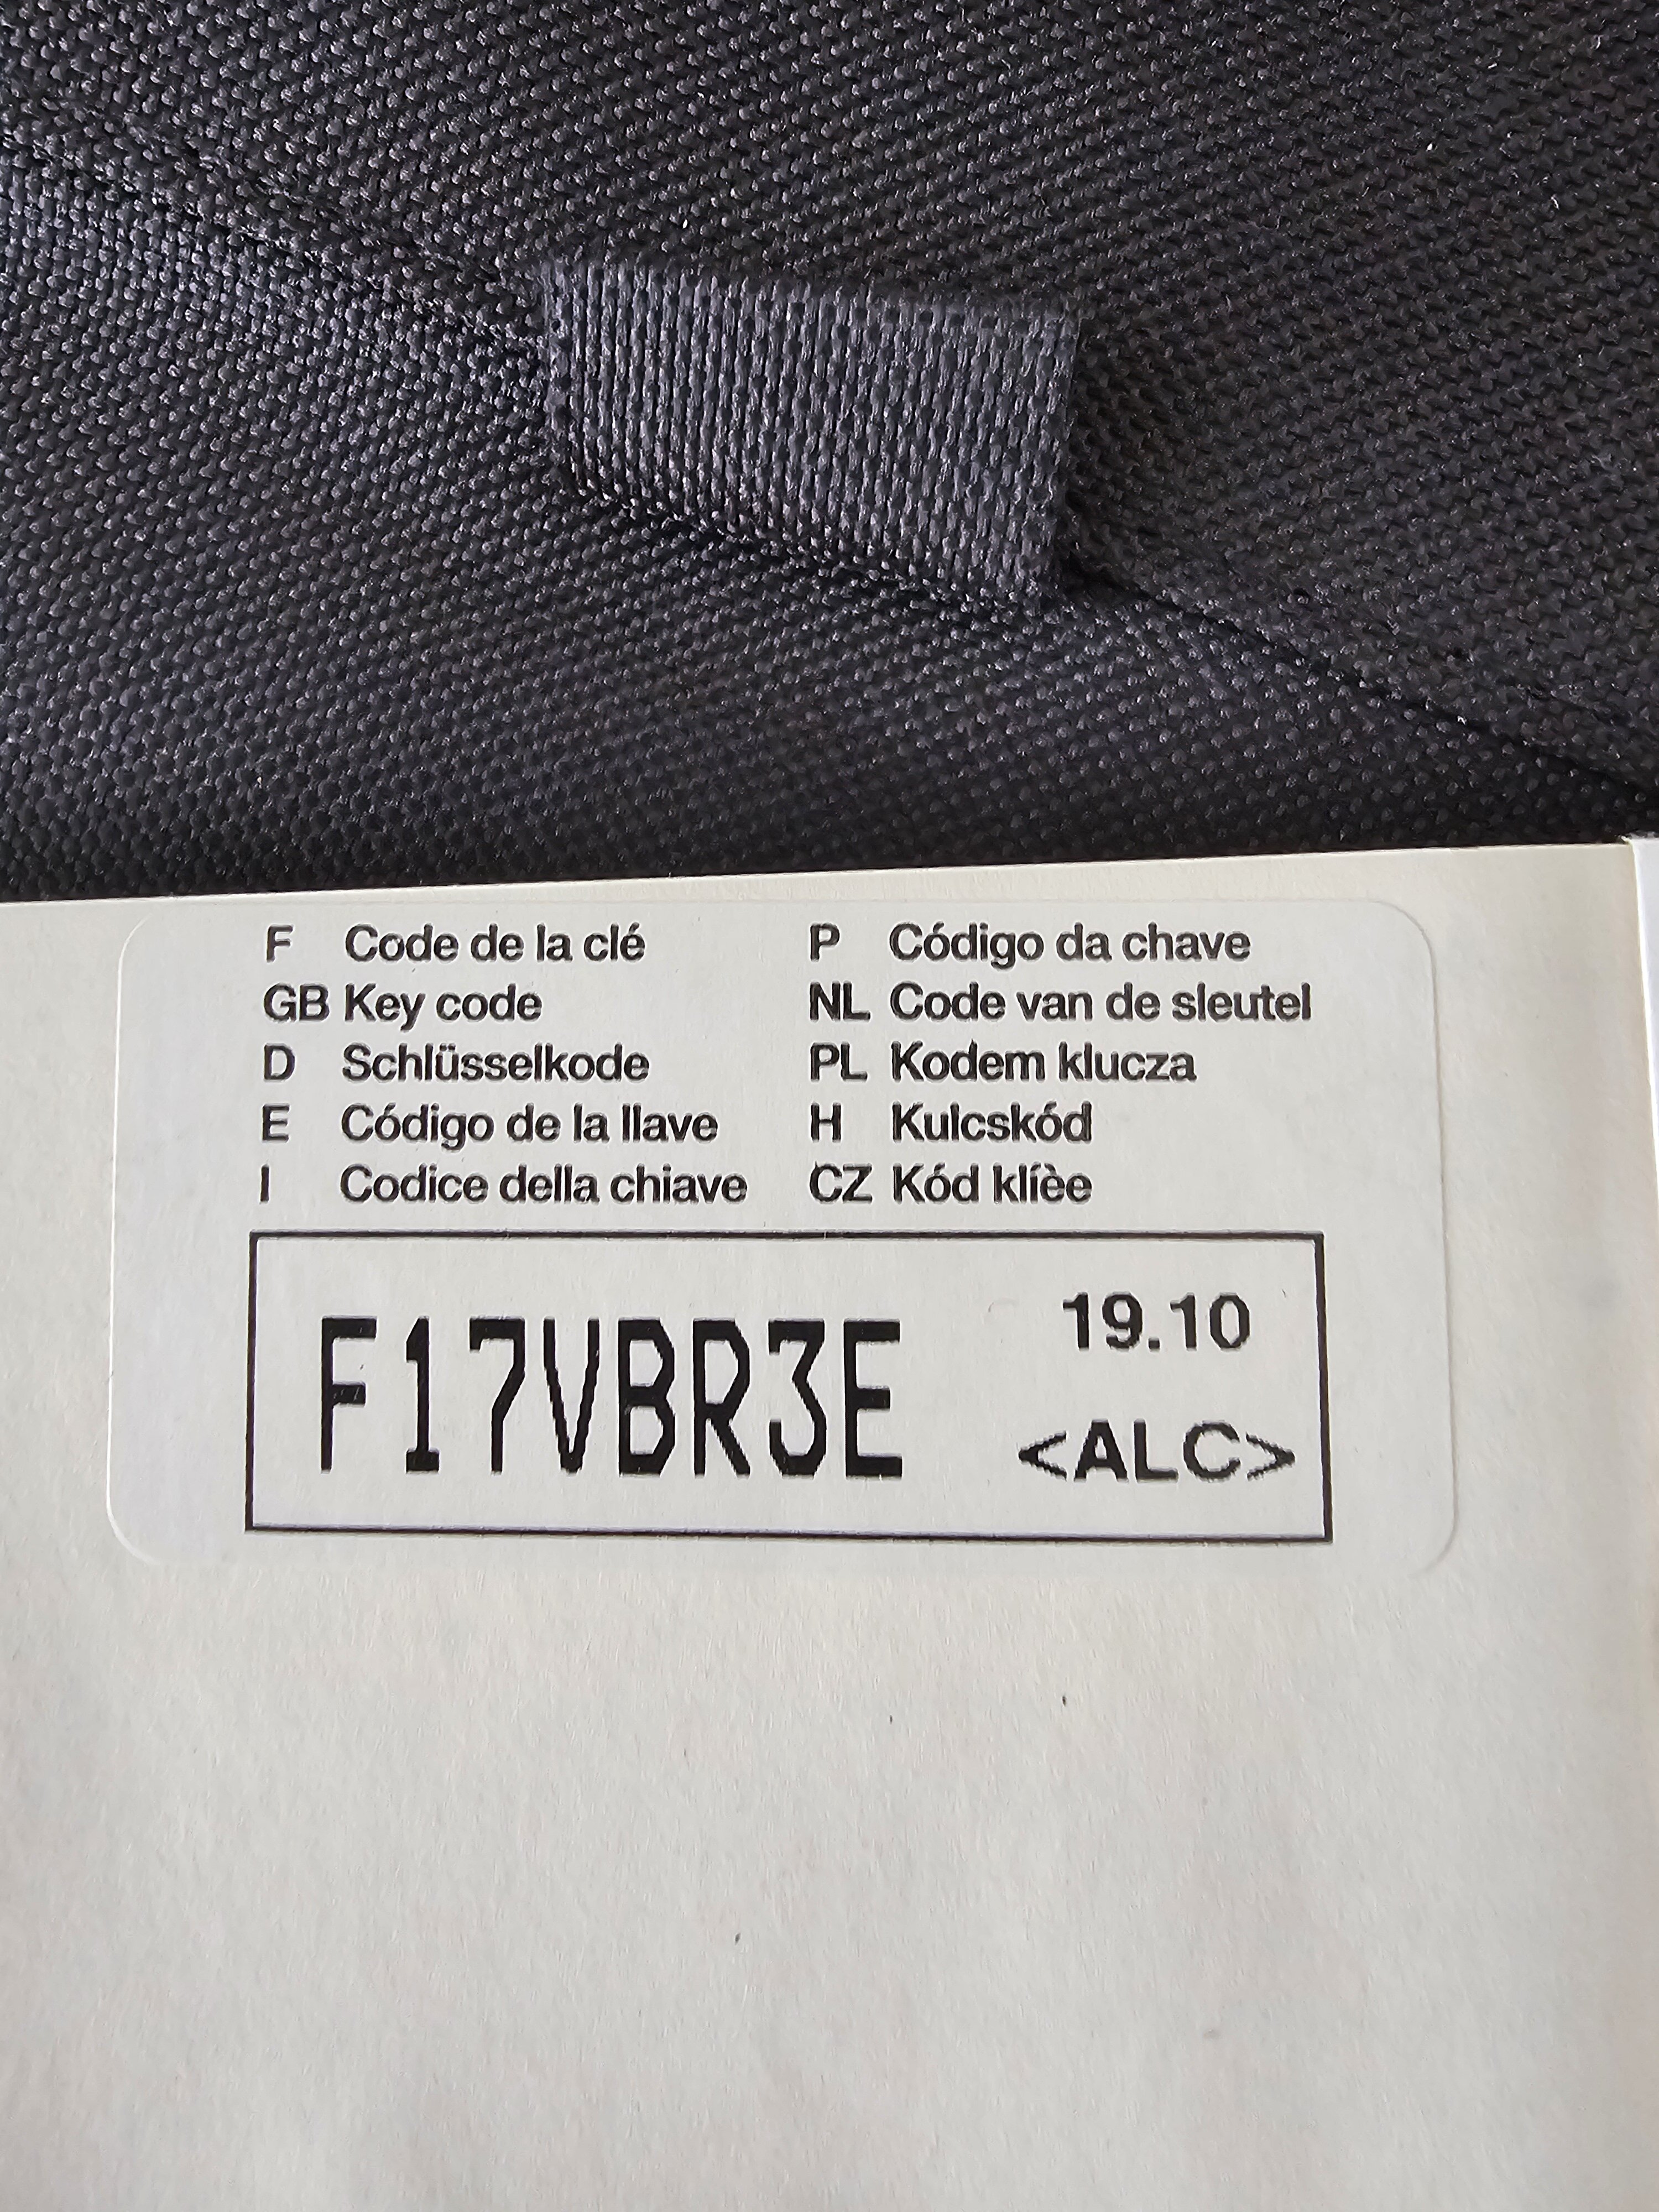 F Code de la clé
GB Key code
D Schlüsselkode
E Código de la llave
I Codice della chiave
P Código da chave
NL Code van de sleutel
PL Kodem klucza
H Kulcskód
CZ Kód klíèe
F17VBR3E
19.10
<ALC>